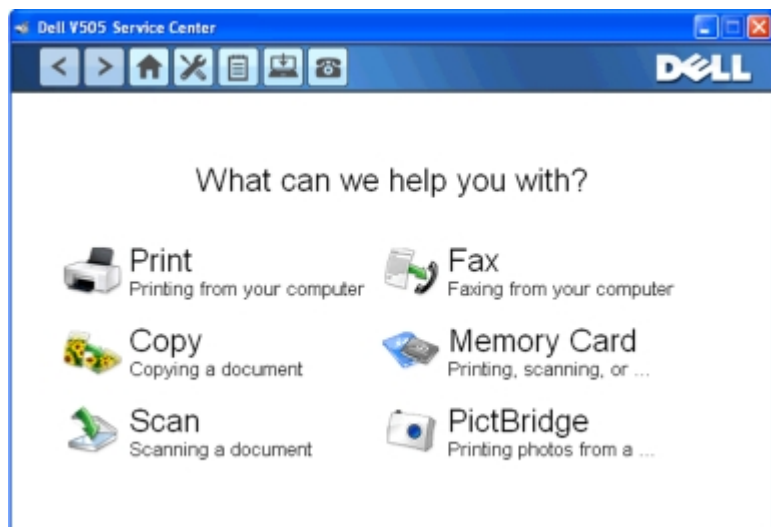 Dell V505 Service Center
DELL
What can we help you with?
Print
Printing from your computer
Fax
Faxing from your computer
Copy
Copying a document
Memory Card
Printing, scanning, or ...
Scan
Scanning a document
PictBridge
Printing photos from a ...